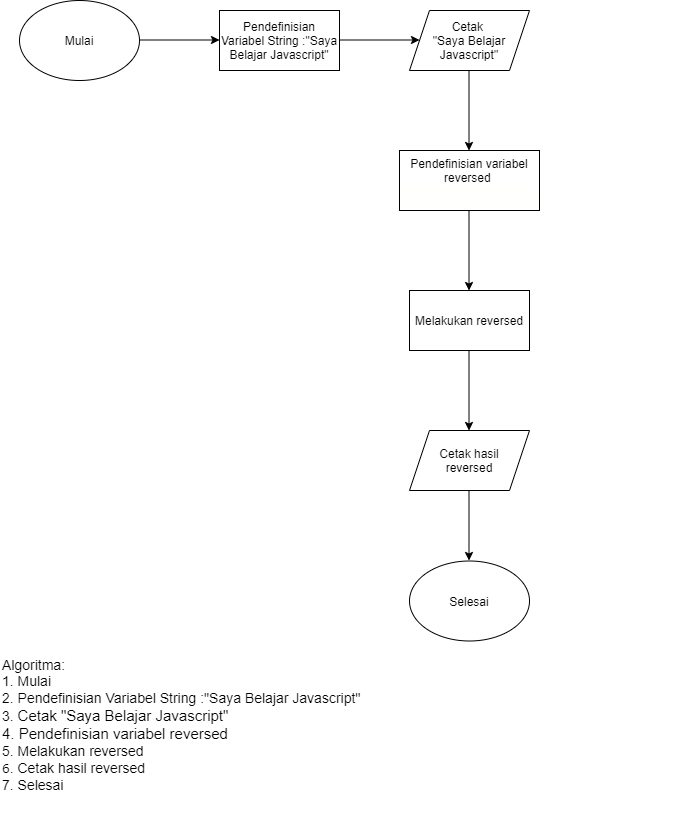 Mulai
Pendefinisian
Variabel String :"Saya
Belajar Javascript"
Cetak
"Saya Belajar
Javascript"
Pendefinisian variabel
reversed
Melakukan reversed
Cetak hasil
reversed
Selesai
Algoritma:
1. Mulai
2. Pendefinisian Variabel String :"Saya Belajar Javascript"
3. Cetak "Saya Belajar Javascript"
4. Pendefinisian variabel reversed
5. Melakukan reversed
6. Cetak hasil reversed
7. Selesai